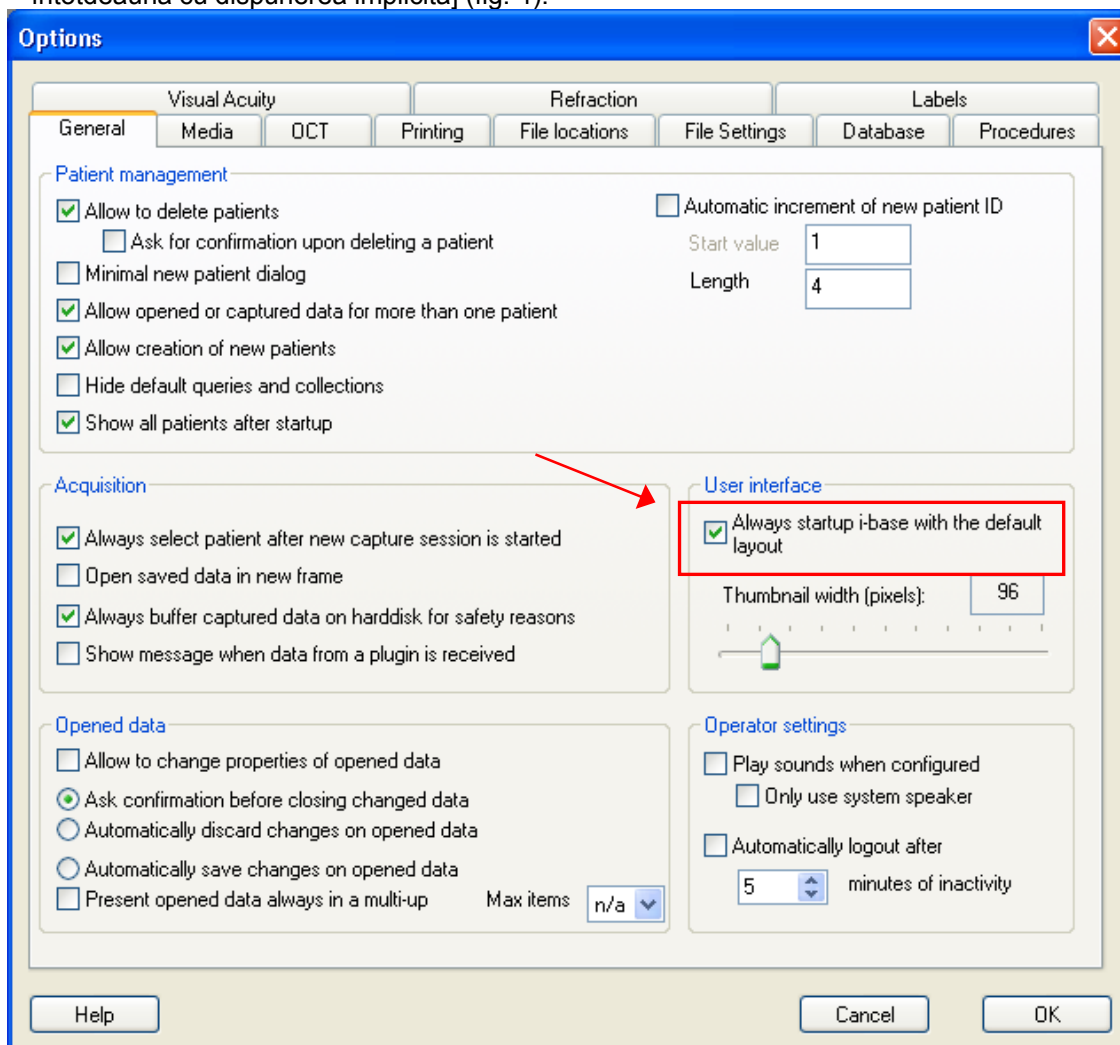 întotdeauna cu dispunerea implicită] (fig. 4).
Options
Visual Acuity Refraction Labels
General Media OCT Printing File locations File Settings Database Procedures
Patient management
Allow to delete patients
Ask for confirmation upon deleting a patient
Minimal new patient dialog
Allow opened or captured data for more than one patient
Allow creation of new patients
Hide default queries and collections
Show all patients after startup
Automatic increment of new patient ID
Start value 1
Length 4
Acquisition
Always select patient after new capture session is started
Open saved data in new frame
Always buffer captured data on harddisk for safety reasons
Show message when data from a plugin is received
User interface
Always startup i-base with the default
layout
Thumbnail width (pixels): 96
Opened data
Allow to change properties of opened data
Ask confirmation before closing changed data
Automatically discard changes on opened data
Automatically save changes on opened data
Present opened data always in a multi-up Max items n/a
Operator settings
Play sounds when configured
Only use system speaker
Automatically logout after
5 minutes of inactivity
Help Cancel OK